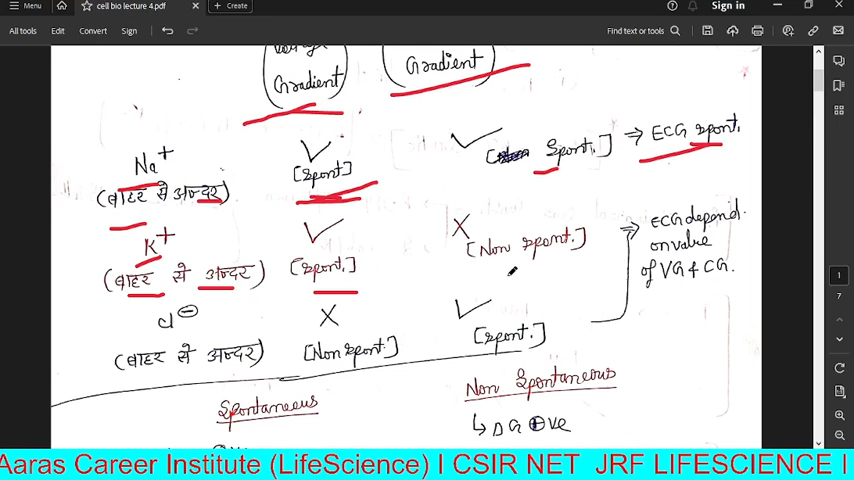 Menu
cell bio lecture 4.pdf
+ Create
Sign in
All tools
Edit
Convert
Sign
Find text or tools
Gradient
Gradient
Na+
(बाहर से अन्दर)
[spont]
[Spont.]
⇒ ECG spont.
K+
(बाहर से अन्दर)
[spont.]
X
[Non spont.]
⇒ ECG depend.
on value
of VG & CG.
cl⊖
(बाहर से अन्दर)
X
[Non spont.]
[spont.]
Spontaneous
Non Spontaneous
↳ ΔG ⊕ve
1
7
Aaras Career Institute (LifeScience) I CSIR NET JRF LIFESCIENCE I